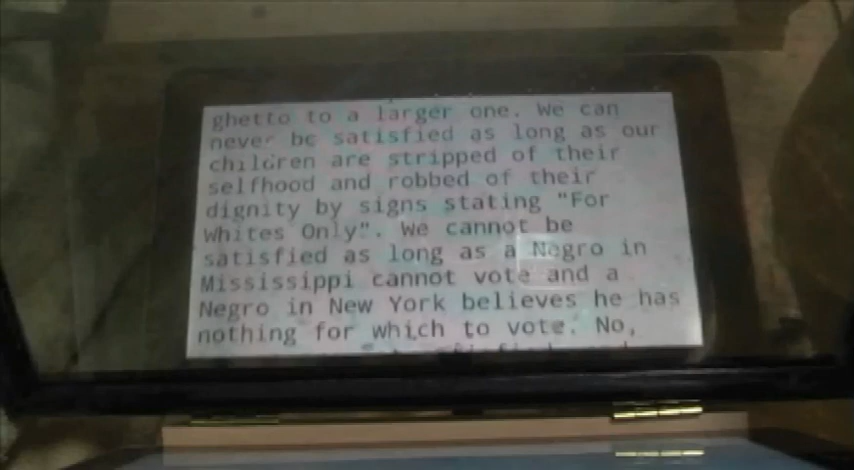 ghetto to a larger one. We can
never be satisfied as long as our
children are stripped of their
selfhood and robbed of their
dignity by signs stating "For
Whites Only". We cannot be
satisfied as long as a Negro in
Mississippi cannot vote and a
Negro in New York believes he has
nothing for which to vote. No,